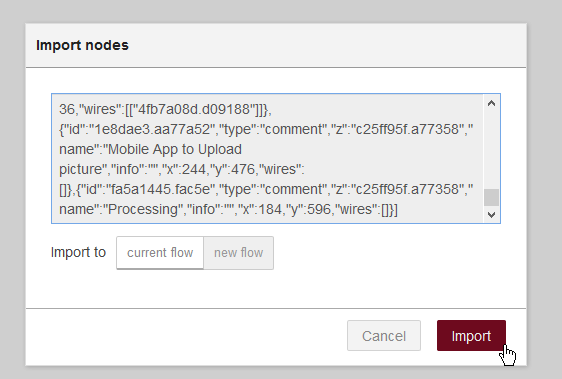 Import nodes
36,"wires":[["4fb7a08d.d09188"]]},
{"id":"1e8dae3.aa77a52","type":"comment","z":"c25ff95f.a77358","
name":"Mobile App to Upload
picture","info":"","x":244,"y":476,"wires":
[]},{"id":"fa5a1445.fac5e","type":"comment","z":"c25ff95f.a77358","
name":"Processing","info":"","x":184,"y":596,"wires":[]}]
Import to current flow new flow
Cancel Import